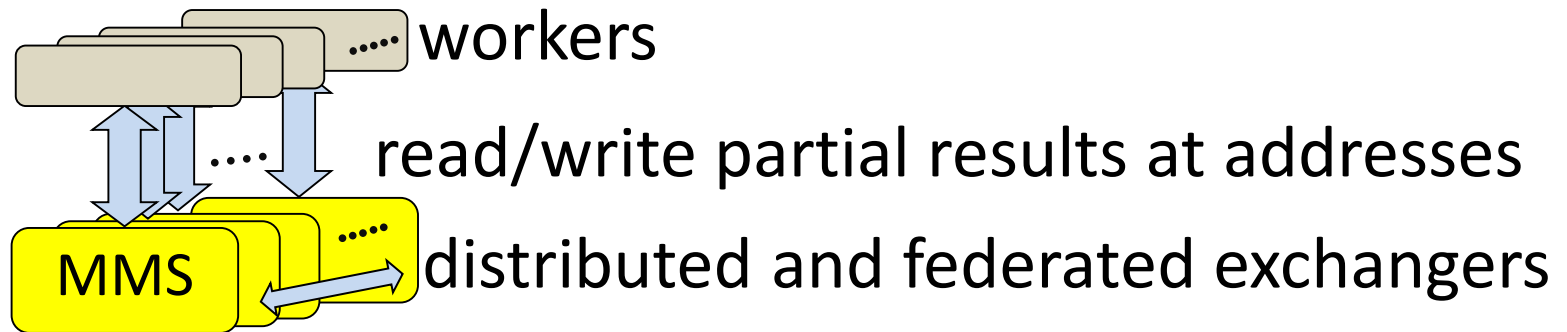 workers
read/write partial results at addresses
MMS
distributed and federated exchangers